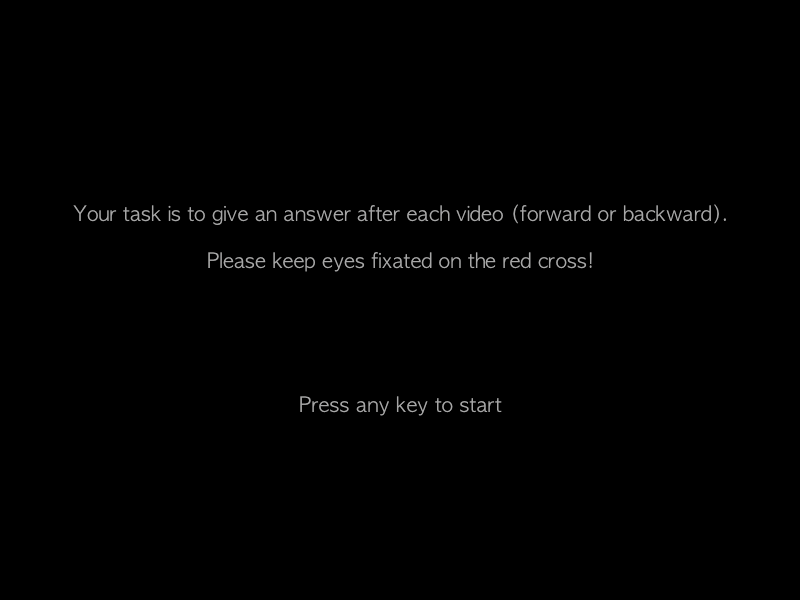 Your task is to give an answer after each video (forward or backward).
Please keep eyes fixated on the red cross!
Press any key to start